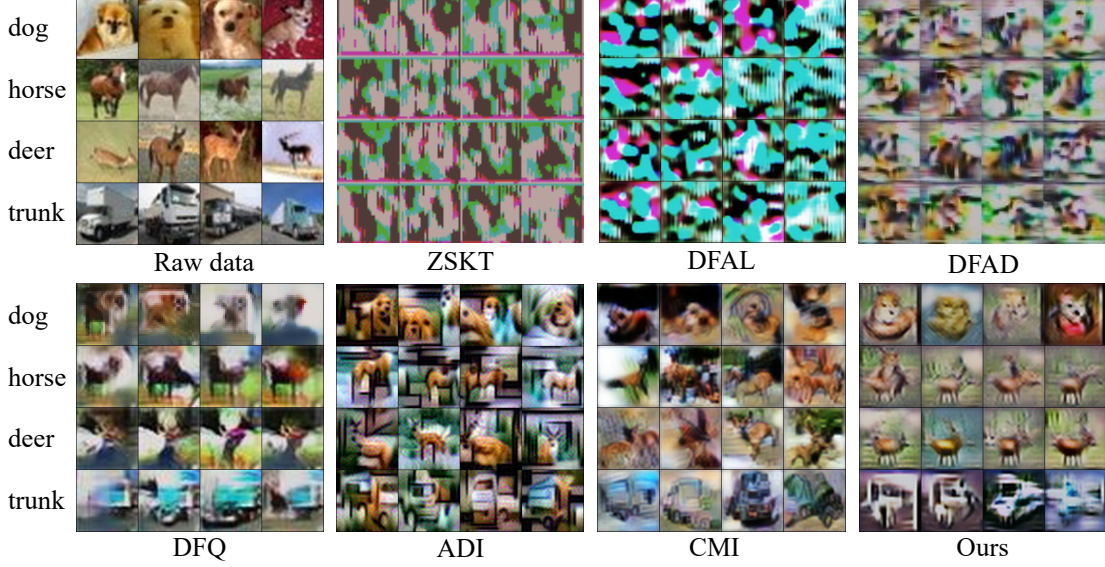 dog
horse
deer
trunk
Raw data
ZSKT
DFAL
DFAD
dog
horse
deer
trunk
DFQ
ADI
CMI
Ours